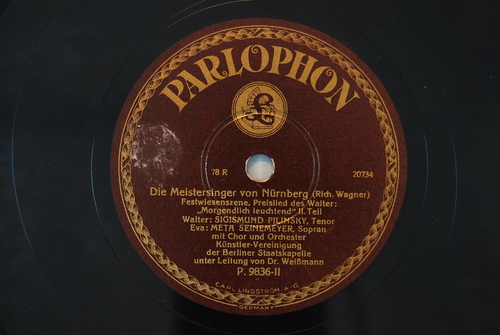 PARLOPHON
£
78 R
20734
Die Meistersinger von Nürnberg (Rich. Wagner)
Festwiesenszene, Preislied des Walter:
„Morgendlich leuchtend" II. Teil
Walter: SIGISMUND PILINSKY, Tenor
Eva: META SEINEMEYER, Sopran
mit Chor und Orchester
Künstler-Vereinigung
der Berliner Staatskapelle
unter Leitung von Dr. Weißmann
P. 9836-II
CARL LINDSTRÖM A-G.
GERMANY